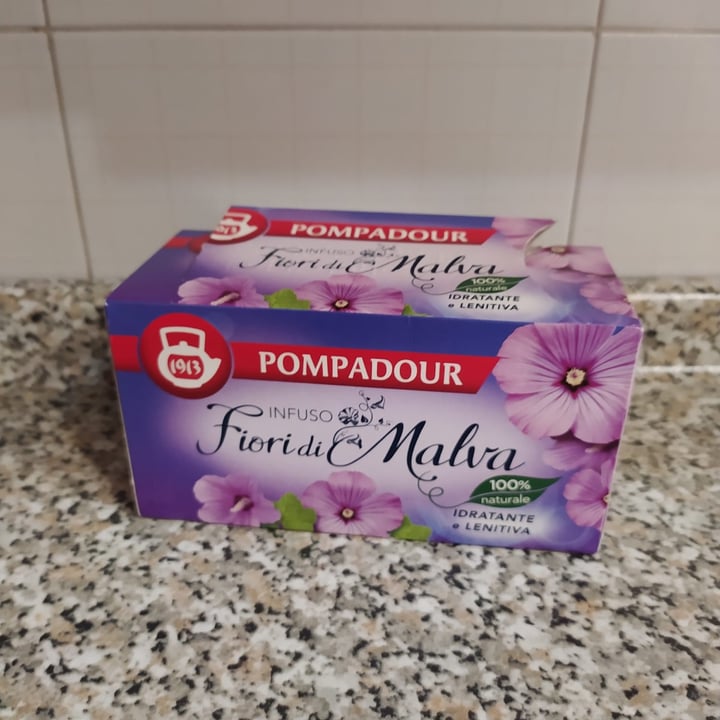 POMPADOUR
INFUSO
Fiori di Malva
100%
naturale
IDRATANTE
e LENITIVA
1913
POMPADOUR
INFUSO
Fiori di Malva
100%
naturale
IDRATANTE
e LENITIVA